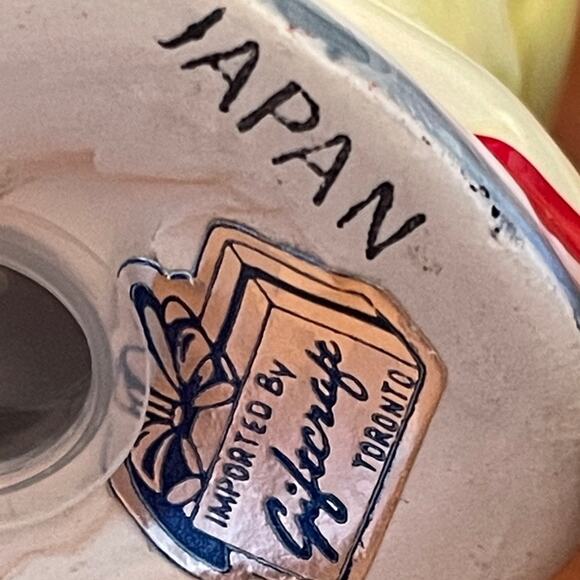 JAPAN
IMPORTED By
Giftcraft
TORONTO